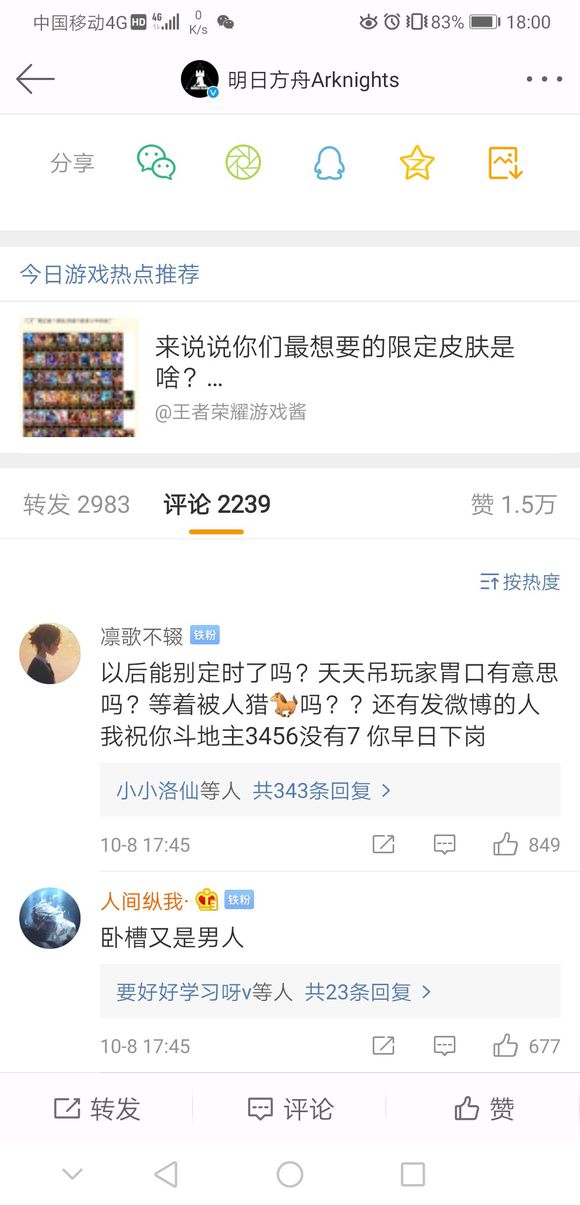 中国移动4G HD 4G 0 K/s 83% 18:00
明日方舟Arknights
分享
今日游戏热点推荐
来说说你们最想要的限定皮肤是
啥？...
@王者荣耀游戏酱
转发 2983 评论 2239 赞 1.5万
按热度
凛歌不辍 铁粉
以后能别定时了吗？天天吊玩家胃口有意思
吗？等着被人猎🐎吗？？还有发微博的人
我祝你斗地主3456没有7 你早日下岗
小小洛仙等人 共343条回复
10-8 17:45 849
人间纵我· 铁粉
卧槽又是男人
要好好学习呀v等人 共23条回复
10-8 17:45 677
转发 评论 赞